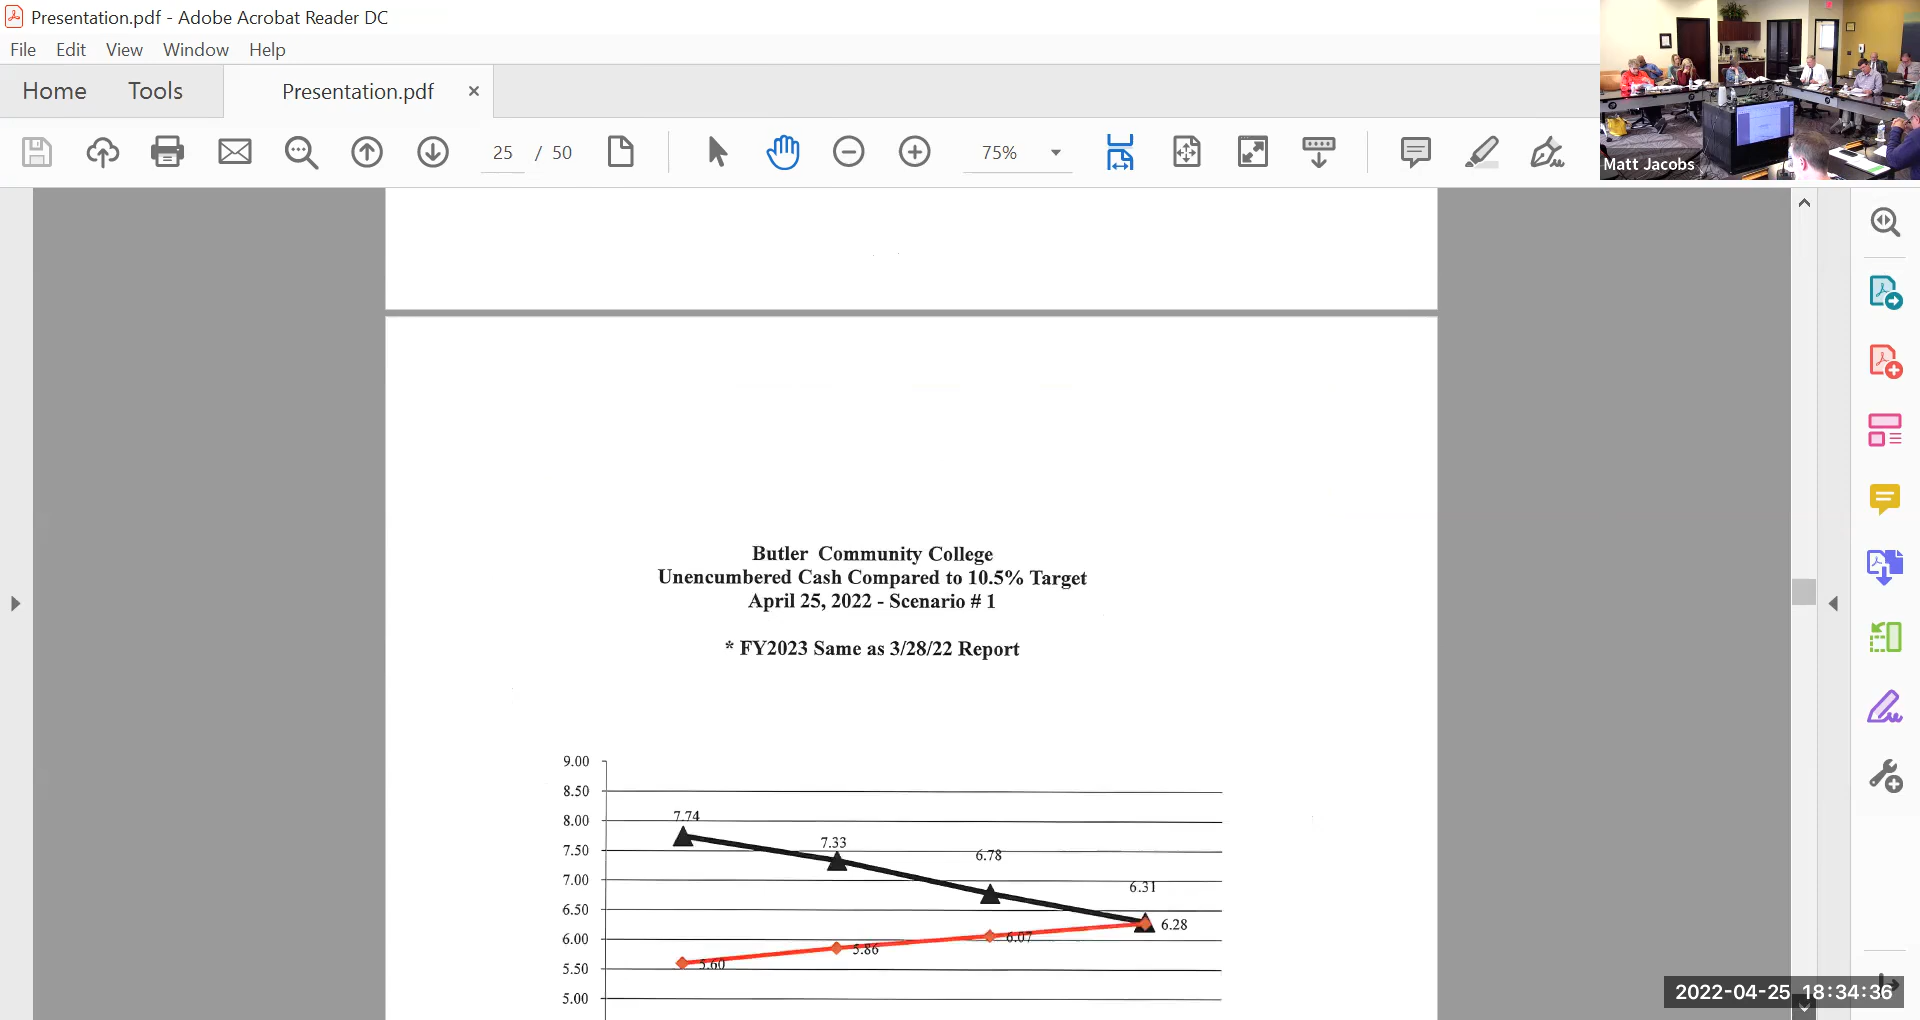 Presentation.pdf - Adobe Acrobat Reader DC
File Edit View Window Help
Home Tools Presentation.pdf ×
25 / 50 75%
Matt Jacobs
Butler Community College
Unencumbered Cash Compared to 10.5% Target
April 25, 2022 - Scenario # 1
* FY2023 Same as 3/28/22 Report
9.00
8.50
8.00
7.50
7.00
6.50
6.00
5.50
5.00
7.74
7.33
6.78
6.31
6.28
6.07
5.86
5.60
2022-04-25 18:34:36